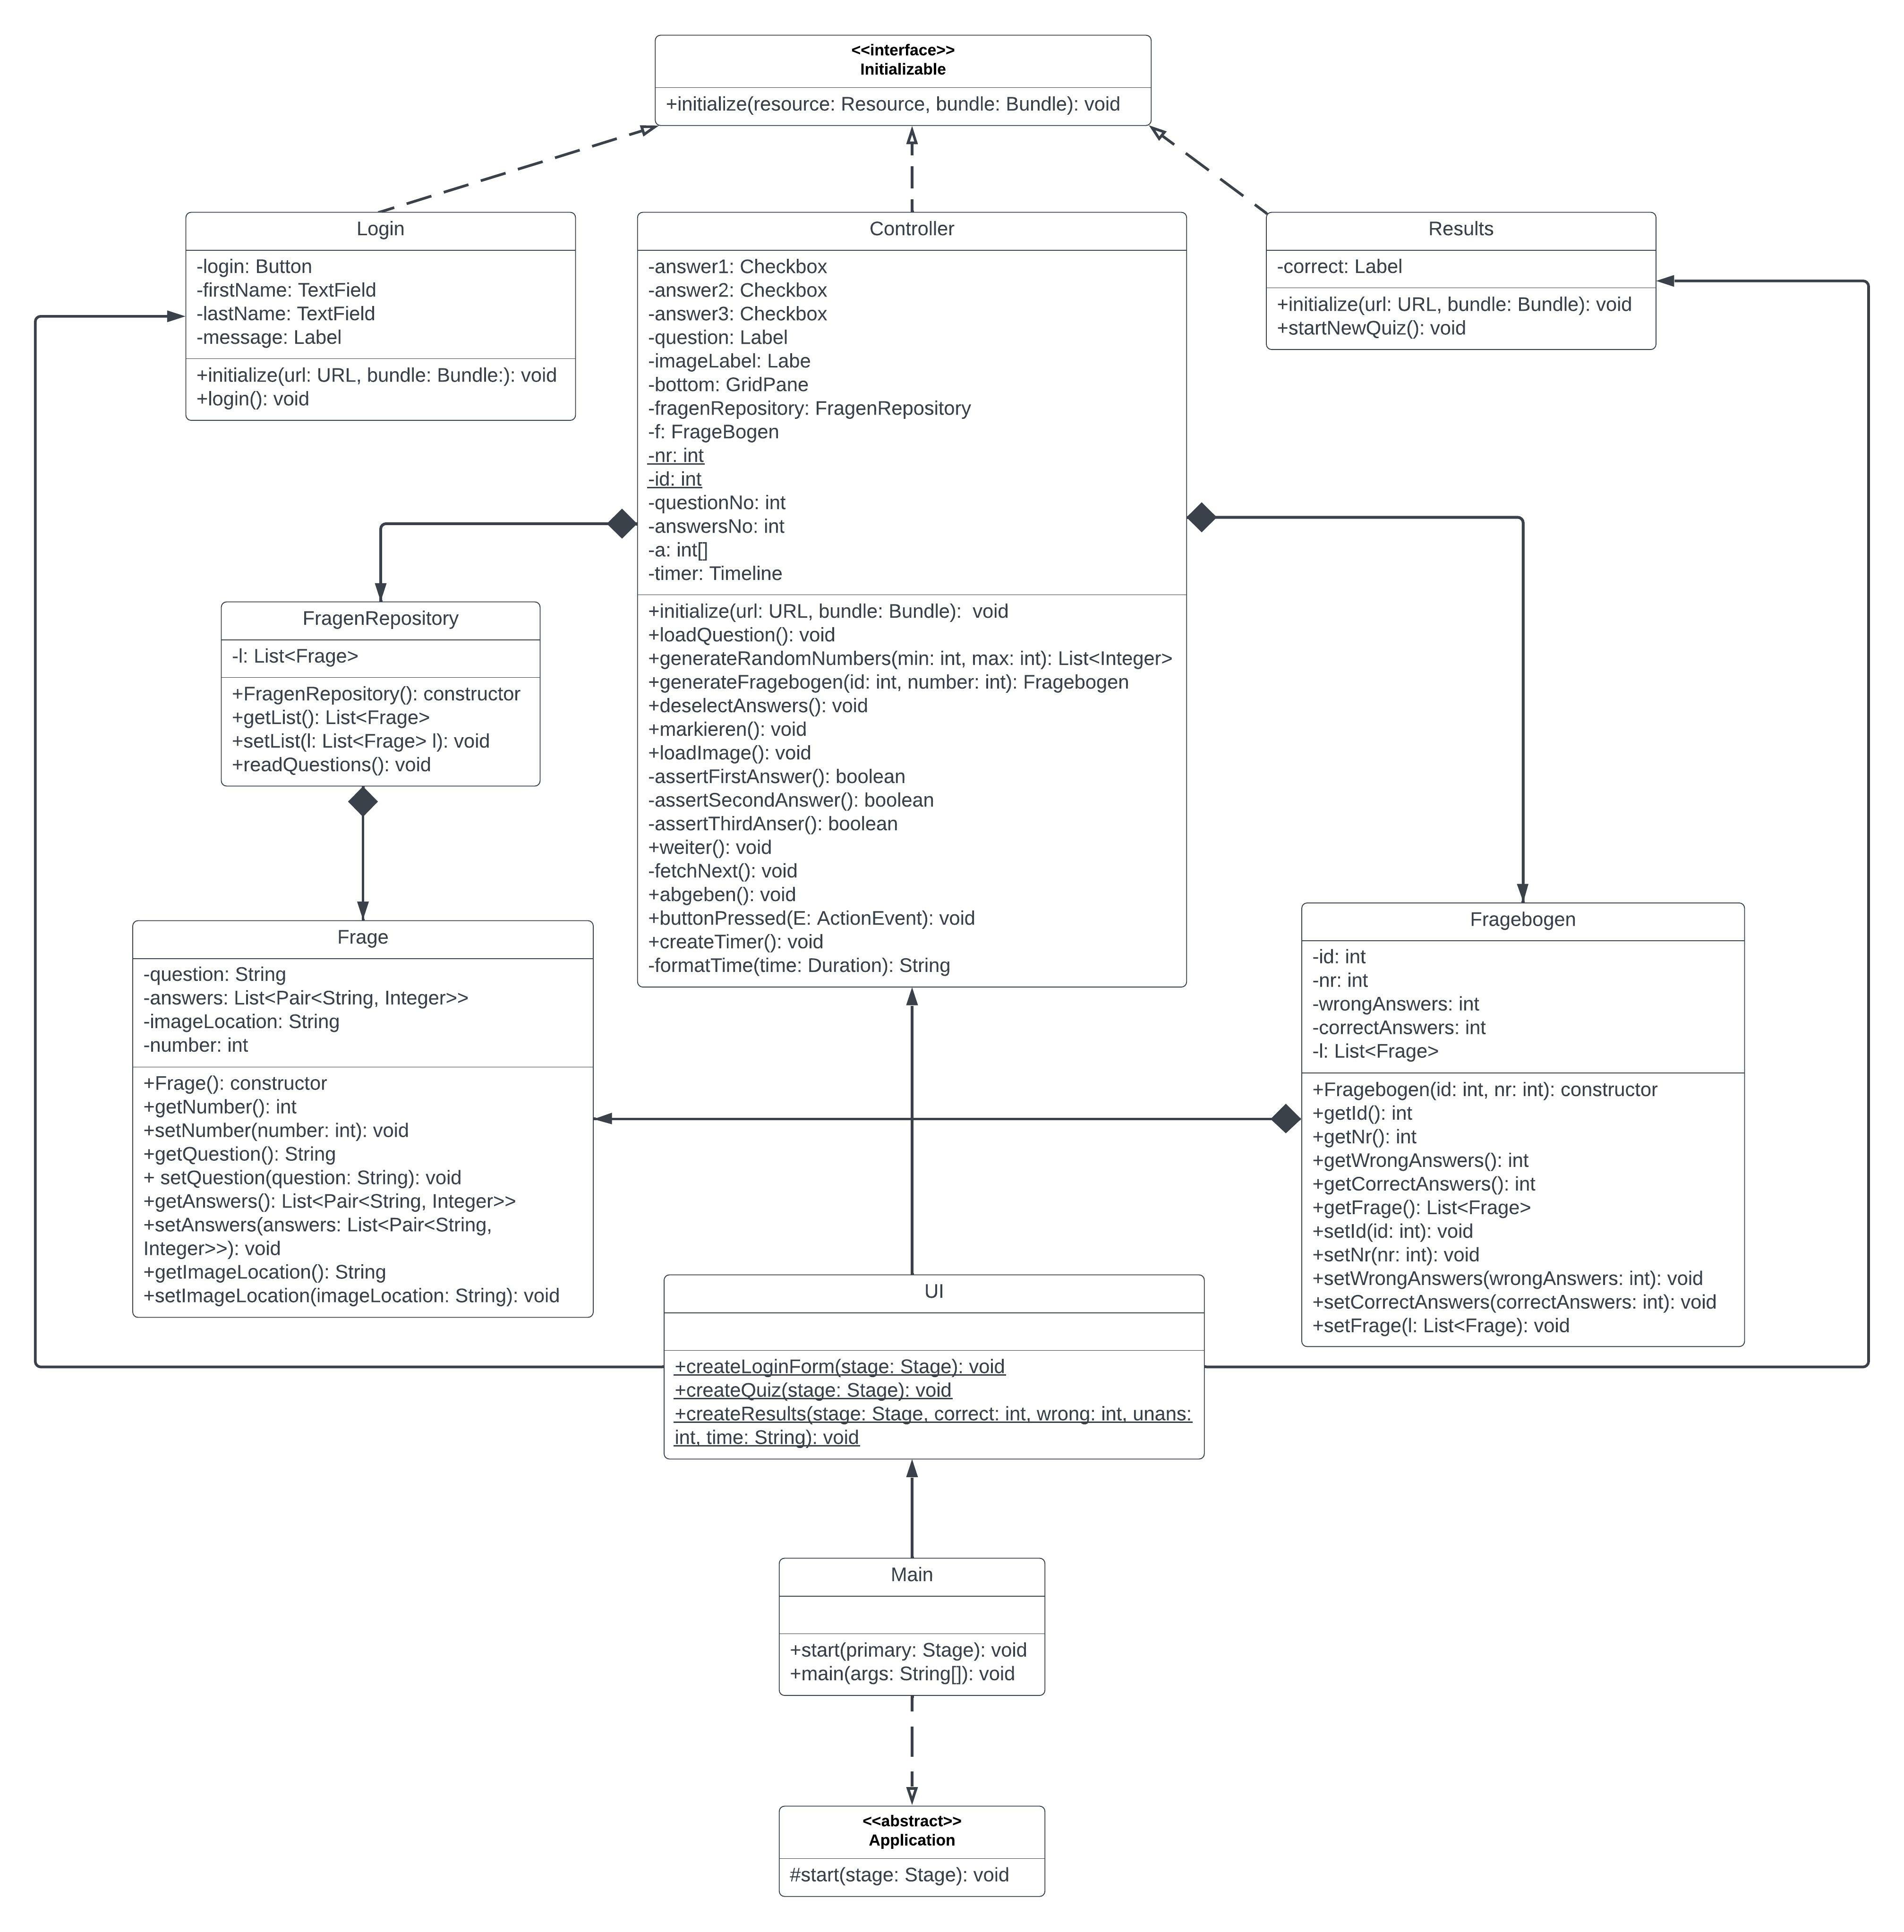 <<interface>>
Initializable
+initialize(resource: Resource, bundle: Bundle): void
Login
-login: Button
-firstName: TextField
-lastName: TextField
-message: Label
+initialize(url: URL, bundle: Bundle:): void
+login(): void
Controller
-answer1: Checkbox
-answer2: Checkbox
-answer3: Checkbox
-question: Label
-imageLabel: Labe
-bottom: GridPane
-fragenRepository: FragenRepository
-f: FrageBogen
-nr: int
-id: int
-questionNo: int
-answersNo: int
-a: int[]
-timer: Timeline
+initialize(url: URL, bundle: Bundle):  void
+loadQuestion(): void
+generateRandomNumbers(min: int, max: int): List<Integer>
+generateFragebogen(id: int, number: int): Fragebogen
+deselectAnswers(): void
+markieren(): void
+loadImage(): void
-assertFirstAnswer(): boolean
-assertSecondAnswer(): boolean
-assertThirdAnser(): boolean
+weiter(): void
-fetchNext(): void
+abgeben(): void
+buttonPressed(E: ActionEvent): void
+createTimer(): void
-formatTime(time: Duration): String
Results
-correct: Label
+initialize(url: URL, bundle: Bundle): void
+startNewQuiz(): void
FragenRepository
-l: List<Frage>
+FragenRepository(): constructor
+getList(): List<Frage>
+setList(l: List<Frage> l): void
+readQuestions(): void
Frage
-question: String
-answers: List<Pair<String, Integer>>
-imageLocation: String
-number: int
+Frage(): constructor
+getNumber(): int
+setNumber(number: int): void
+getQuestion(): String
+ setQuestion(question: String): void
+getAnswers(): List<Pair<String, Integer>>
+setAnswers(answers: List<Pair<String,
Integer>>): void
+getImageLocation(): String
+setImageLocation(imageLocation: String): void
Fragebogen
-id: int
-nr: int
-wrongAnswers: int
-correctAnswers: int
-l: List<Frage>
+Fragebogen(id: int, nr: int): constructor
+getId(): int
+getNr(): int
+getWrongAnswers(): int
+getCorrectAnswers(): int
+getFrage(): List<Frage>
+setId(id: int): void
+setNr(nr: int): void
+setWrongAnswers(wrongAnswers: int): void
+setCorrectAnswers(correctAnswers: int): void
+setFrage(l: List<Frage): void
UI
+createLoginForm(stage: Stage): void
+createQuiz(stage: Stage): void
+createResults(stage: Stage, correct: int, wrong: int, unans:
int, time: String): void
Main
+start(primary: Stage): void
+main(args: String[]): void
<<abstract>>
Application
#start(stage: Stage): void